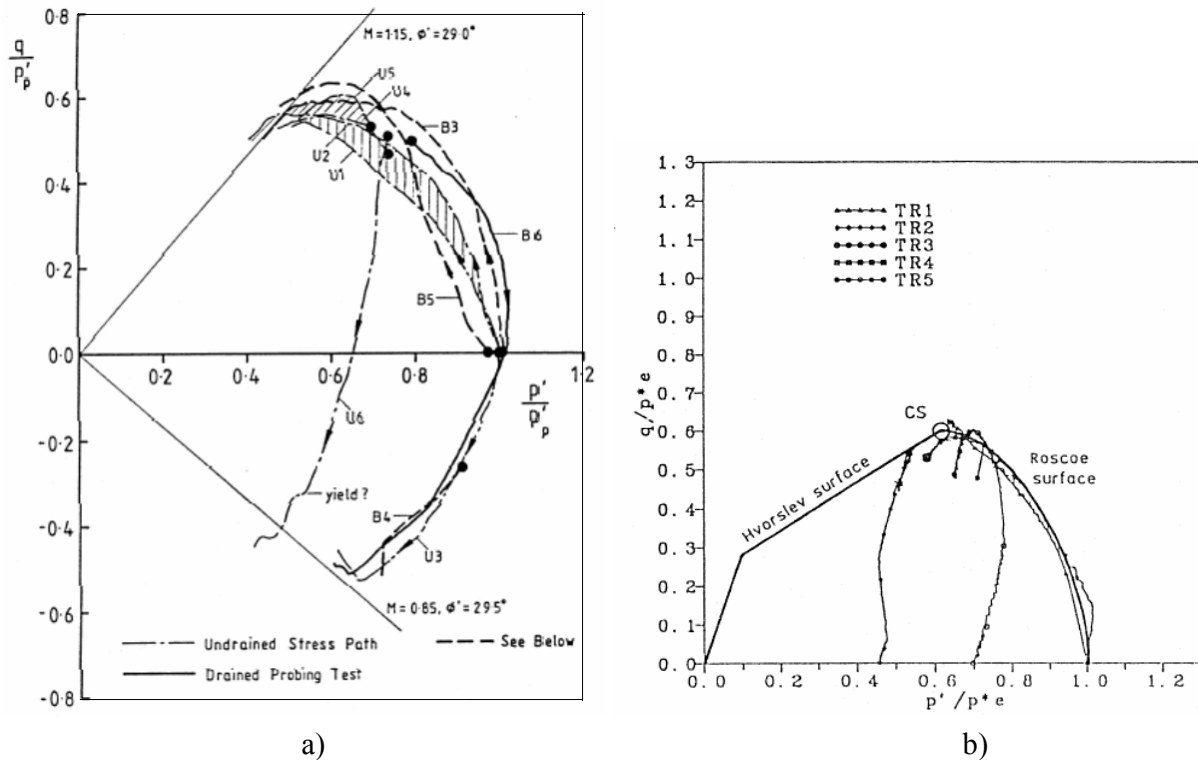 0·8
q
p'p
0·6
0·4
0·2
0·0
-0·2
-0·4
-0·6
-0·8
M=1·15, ø'=29·0°
U5
U4
B3
U2
U1
B6
B5
0·2
0·4
0·6
0·8
1·2
p'
p'p
U6
yield?
B4
U3
M=0·85, ø'=29·5°
Undrained Stress Path
See Below
Drained Probing Test
a)
1.3
1.2
1.1
1.0
0.9
0.8
0.7
0.6
0.5
0.4
0.3
0.2
0.1
0.0
q/p*e
TR1
TR2
TR3
TR4
TR5
CS
Roscoe
surface
Hvorslev surface
0.0 0.2 0.4 0.6 0.8 1.0 1.2
p'/p*e
b)